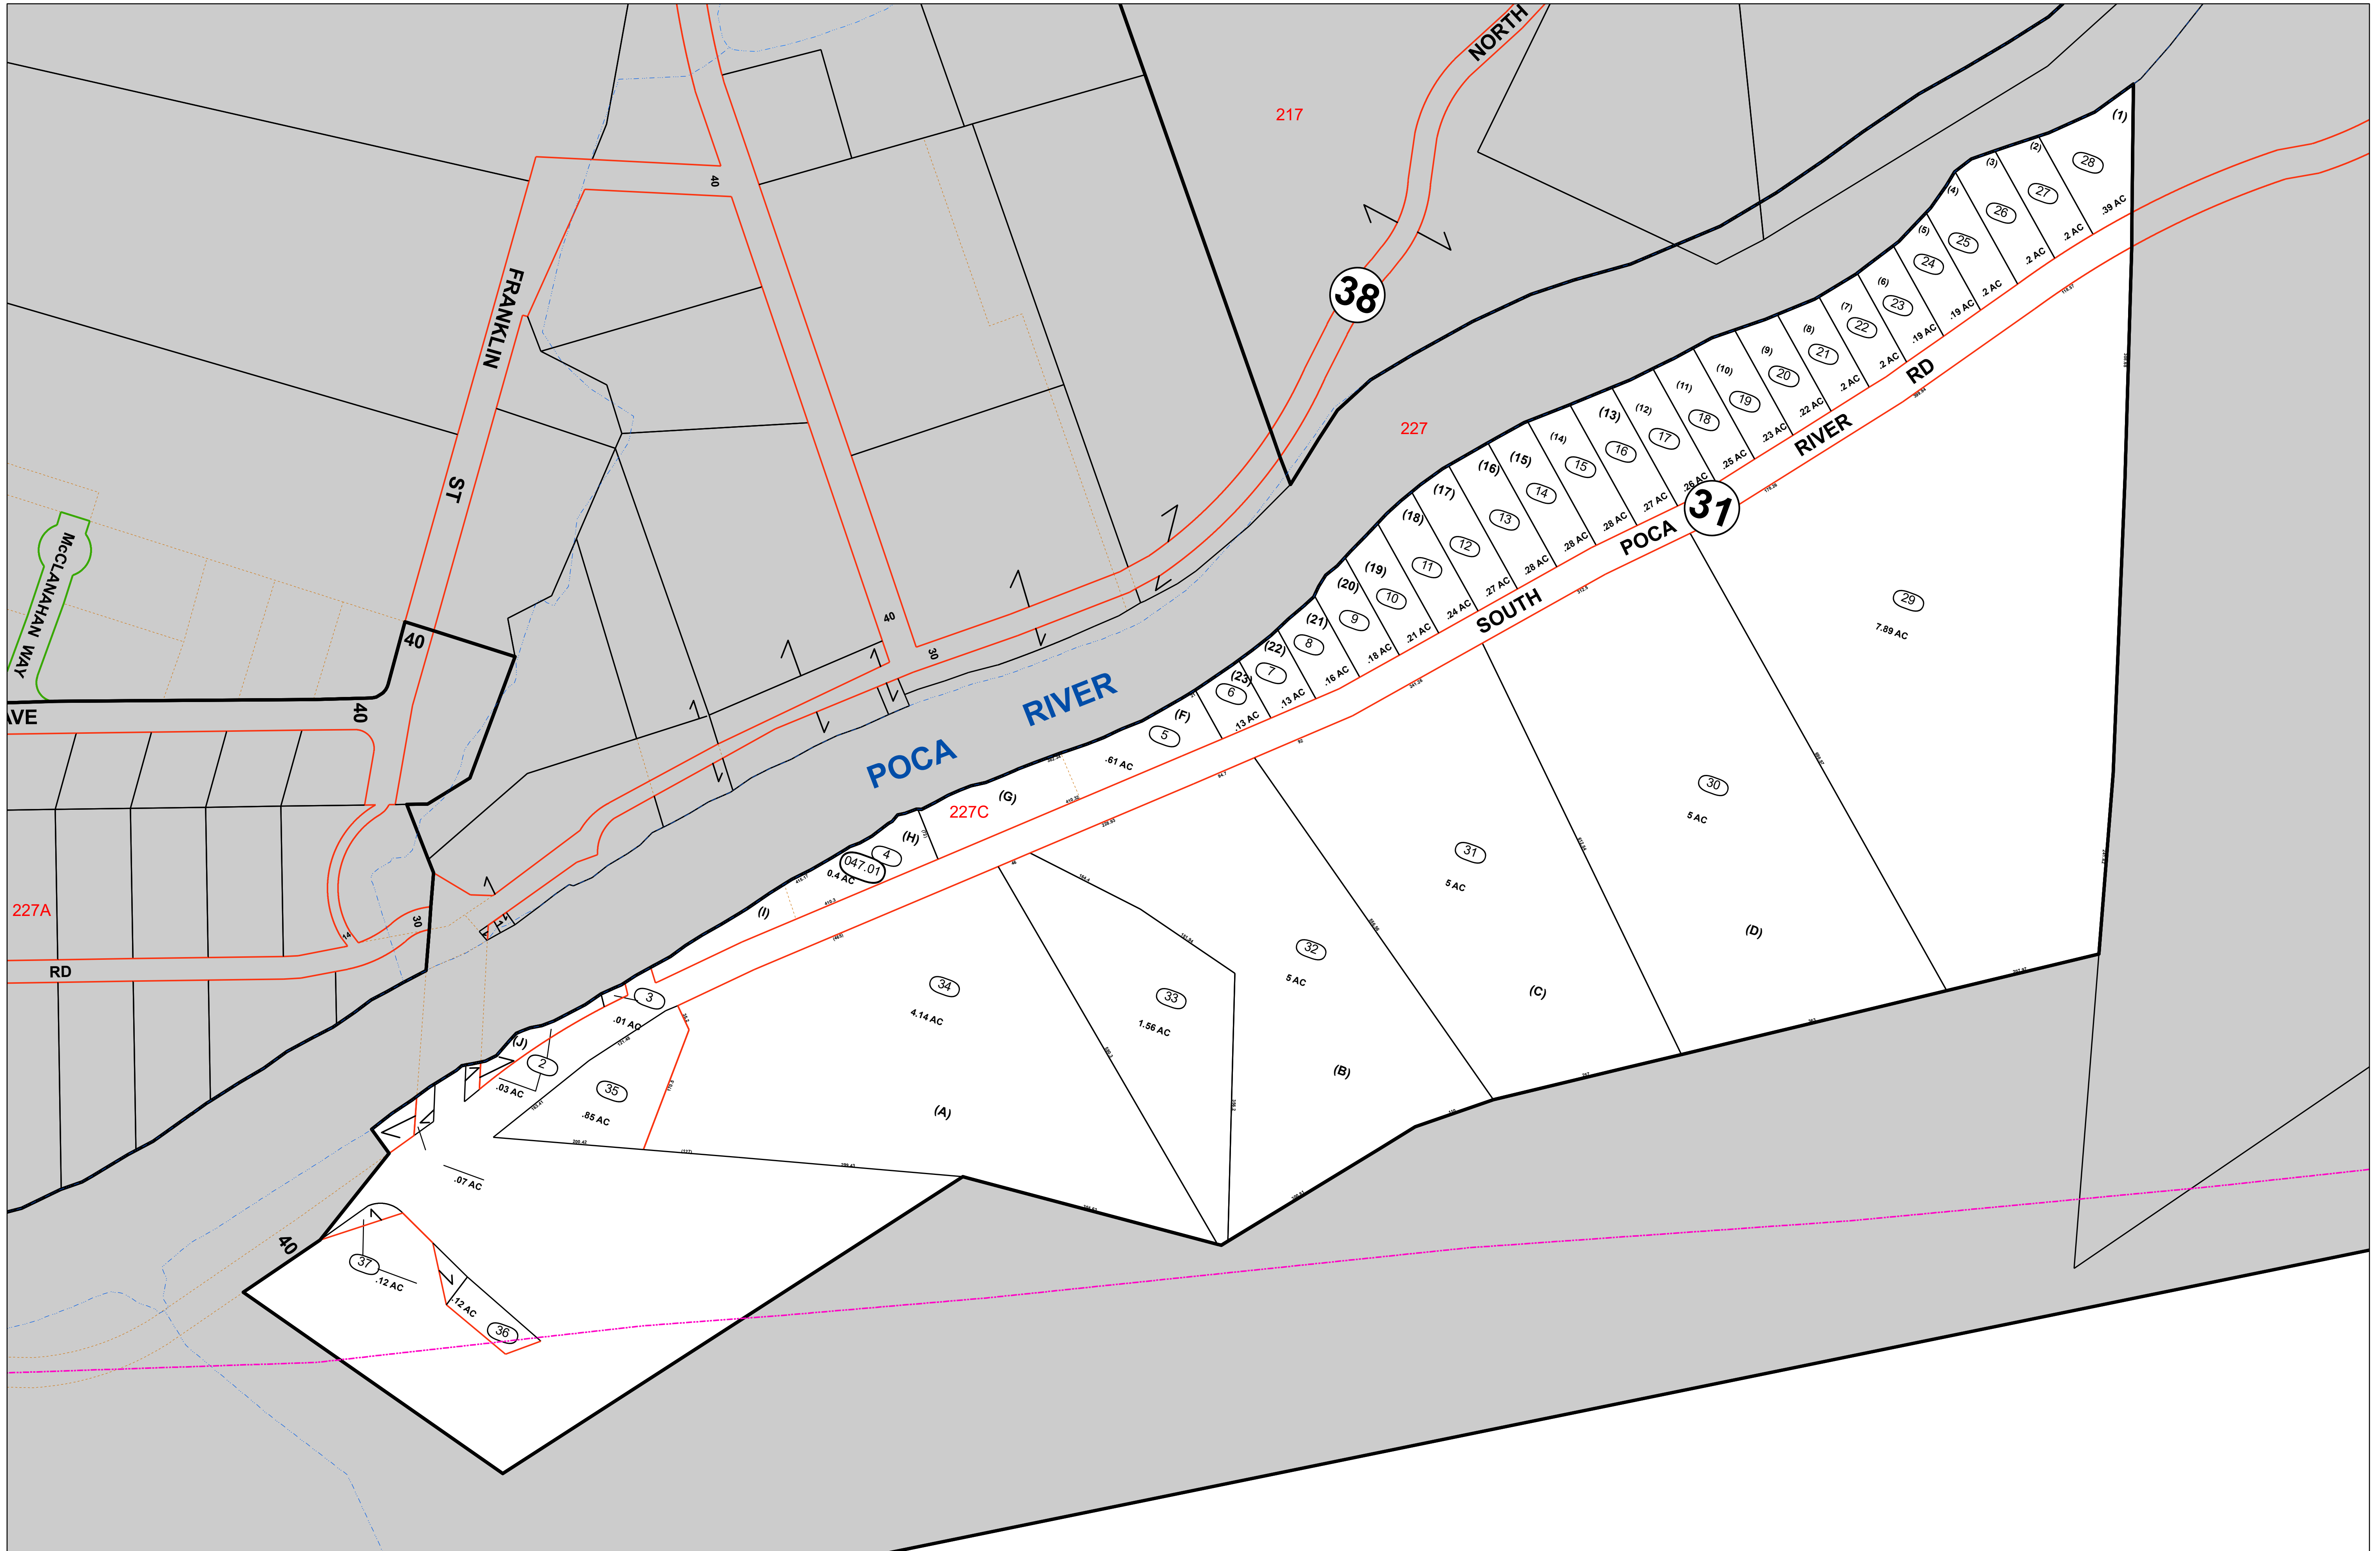 NORTH
217
38
FRANKLIN
ST
40
McCLANAHAN WAY
40
40
AVE
40
30
227
POCA RIVER
227A
RD
14
30
40
227C
047.01
31
SOUTH POCA RIVER RD
(1)
28
.39 AC
(2)
27
.2 AC
(3)
26
.2 AC
(4)
25
.2 AC
(5)
24
.19 AC
(6)
23
.19 AC
(7)
22
.2 AC
(8)
21
.2 AC
(9)
20
.22 AC
(10)
19
.23 AC
(11)
18
.25 AC
(12)
17
.26 AC
(13)
16
.27 AC
(14)
15
.28 AC
(15)
14
.28 AC
(16)
13
.28 AC
(17)
12
.27 AC
(18)
11
.24 AC
(19)
10
.21 AC
(20)
9
.18 AC
(21)
8
.16 AC
(22)
7
.13 AC
(23)
6
.13 AC
(F)
5
.61 AC
(G)
(H)
4
0.4 AC
(I)
3
.01 AC
(J)
2
.03 AC
.07 AC
29
7.89 AC
30
5 AC
(D)
31
5 AC
(C)
32
5 AC
(B)
33
1.56 AC
34
4.14 AC
(A)
35
.85 AC
37
.12 AC
.12 AC
36